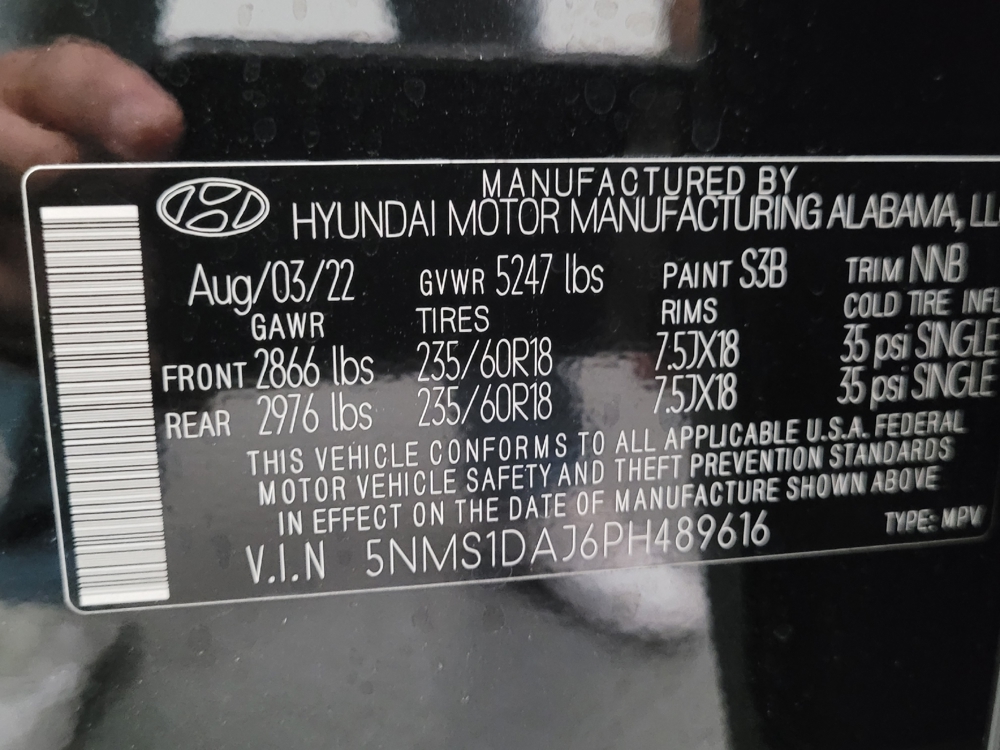 MANUFACTURED BY
HYUNDAI MOTOR MANUFACTURING ALABAMA, LL
Aug/03/22 GVWR 5247 lbs PAINT S3B TRIM NNB
GAWR TIRES RIMS COLD TIRE INFL
FRONT 2866 lbs 235/60R18 7.5JX18 35 psi SINGLE
REAR 2976 lbs 235/60R18 7.5JX18 35 psi SINGLE
THIS VEHICLE CONFORMS TO ALL APPLICABLE U.S.A. FEDERAL
MOTOR VEHICLE SAFETY AND THEFT PREVENTION STANDARDS
IN EFFECT ON THE DATE OF MANUFACTURE SHOWN ABOVE
V.I.N 5NMS1DAJ6PH489616 TYPE: MPV